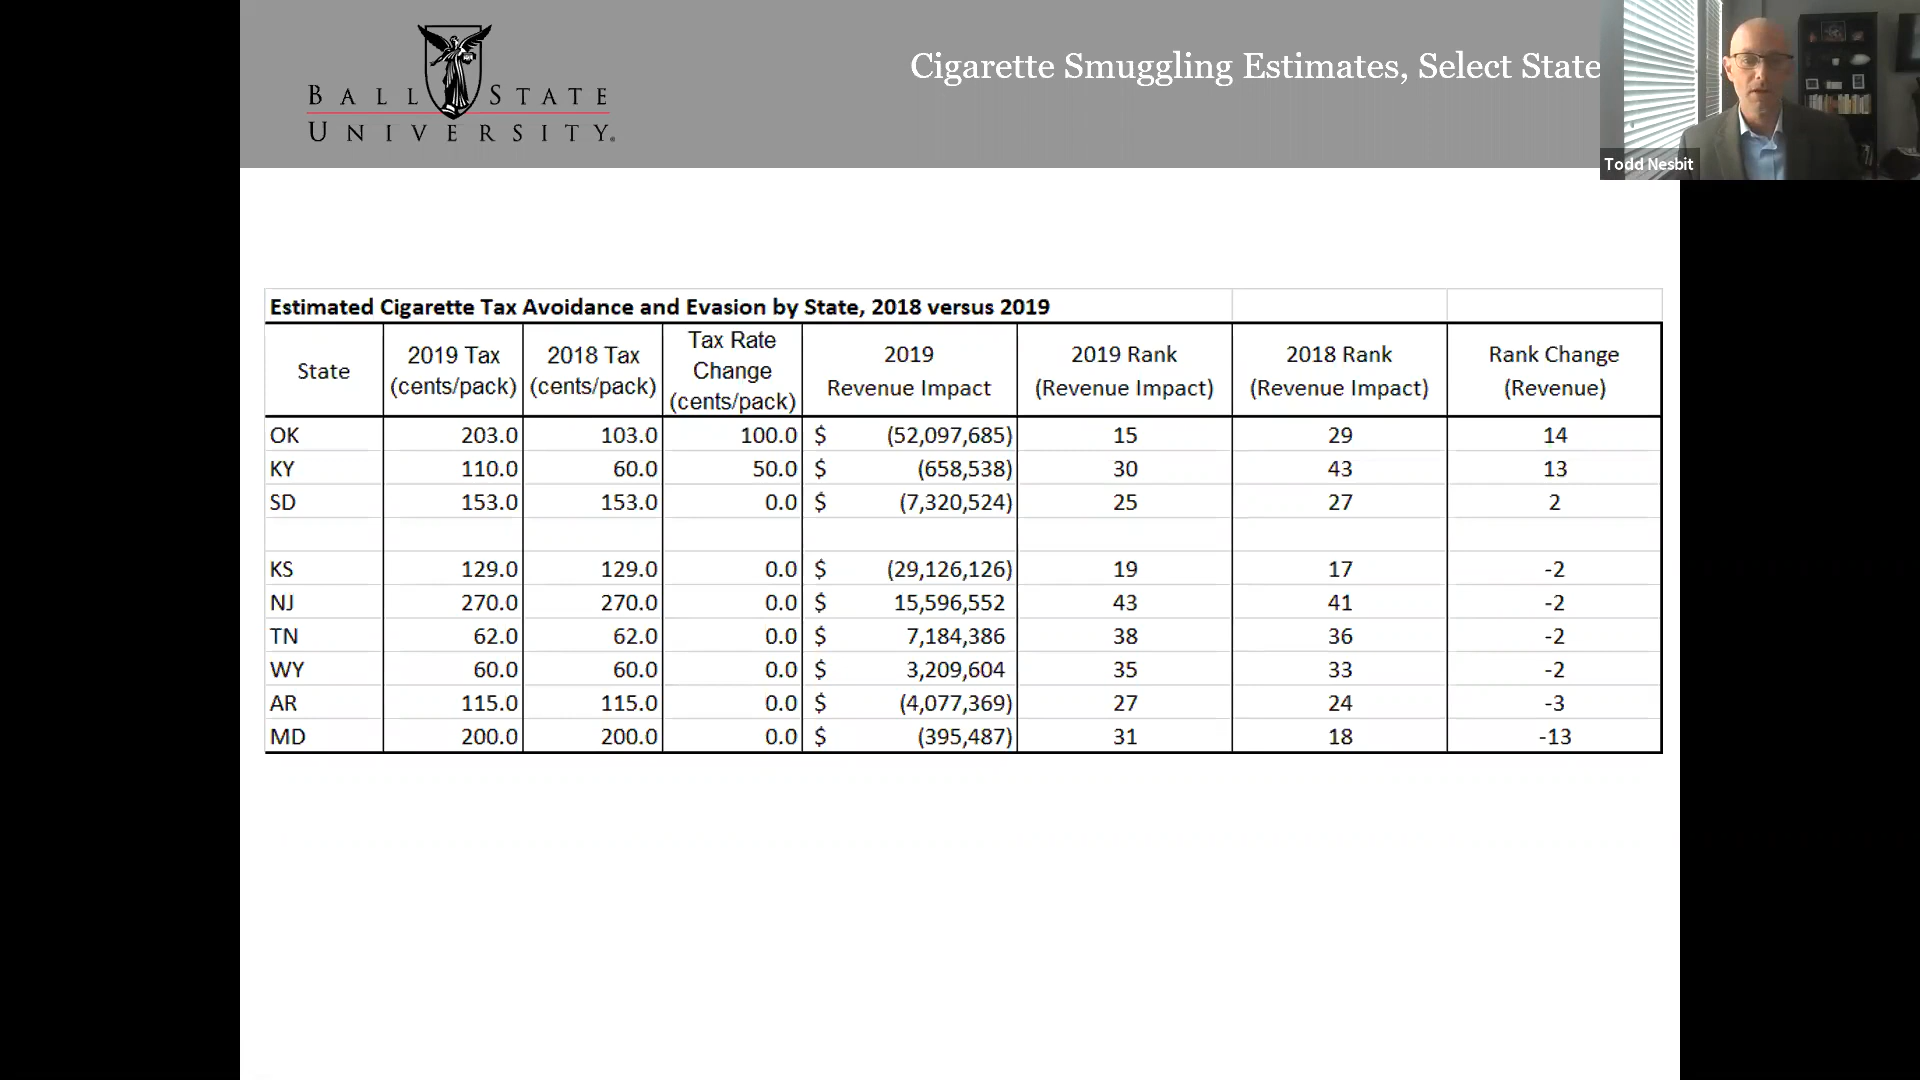 BALL STATE
UNIVERSITY
Cigarette Smuggling Estimates, Select State
Todd Nesbit
Estimated Cigarette Tax Avoidance and Evasion by State, 2018 versus 2019
State
2019 Tax
(cents/pack)
2018 Tax
(cents/pack)
Tax Rate
Change
(cents/pack)
2019
Revenue Impact
2019 Rank
(Revenue Impact)
2018 Rank
(Revenue Impact)
Rank Change
(Revenue)
OK 203.0 103.0 100.0 $ (52,097,685) 15 29 14
KY 110.0 60.0 50.0 $ (658,538) 30 43 13
SD 153.0 153.0 0.0 $ (7,320,524) 25 27 2
KS 129.0 129.0 0.0 $ (29,126,126) 19 17 -2
NJ 270.0 270.0 0.0 $ 15,596,552 43 41 -2
TN 62.0 62.0 0.0 $ 7,184,386 38 36 -2
WY 60.0 60.0 0.0 $ 3,209,604 35 33 -2
AR 115.0 115.0 0.0 $ (4,077,369) 27 24 -3
MD 200.0 200.0 0.0 $ (395,487) 31 18 -13